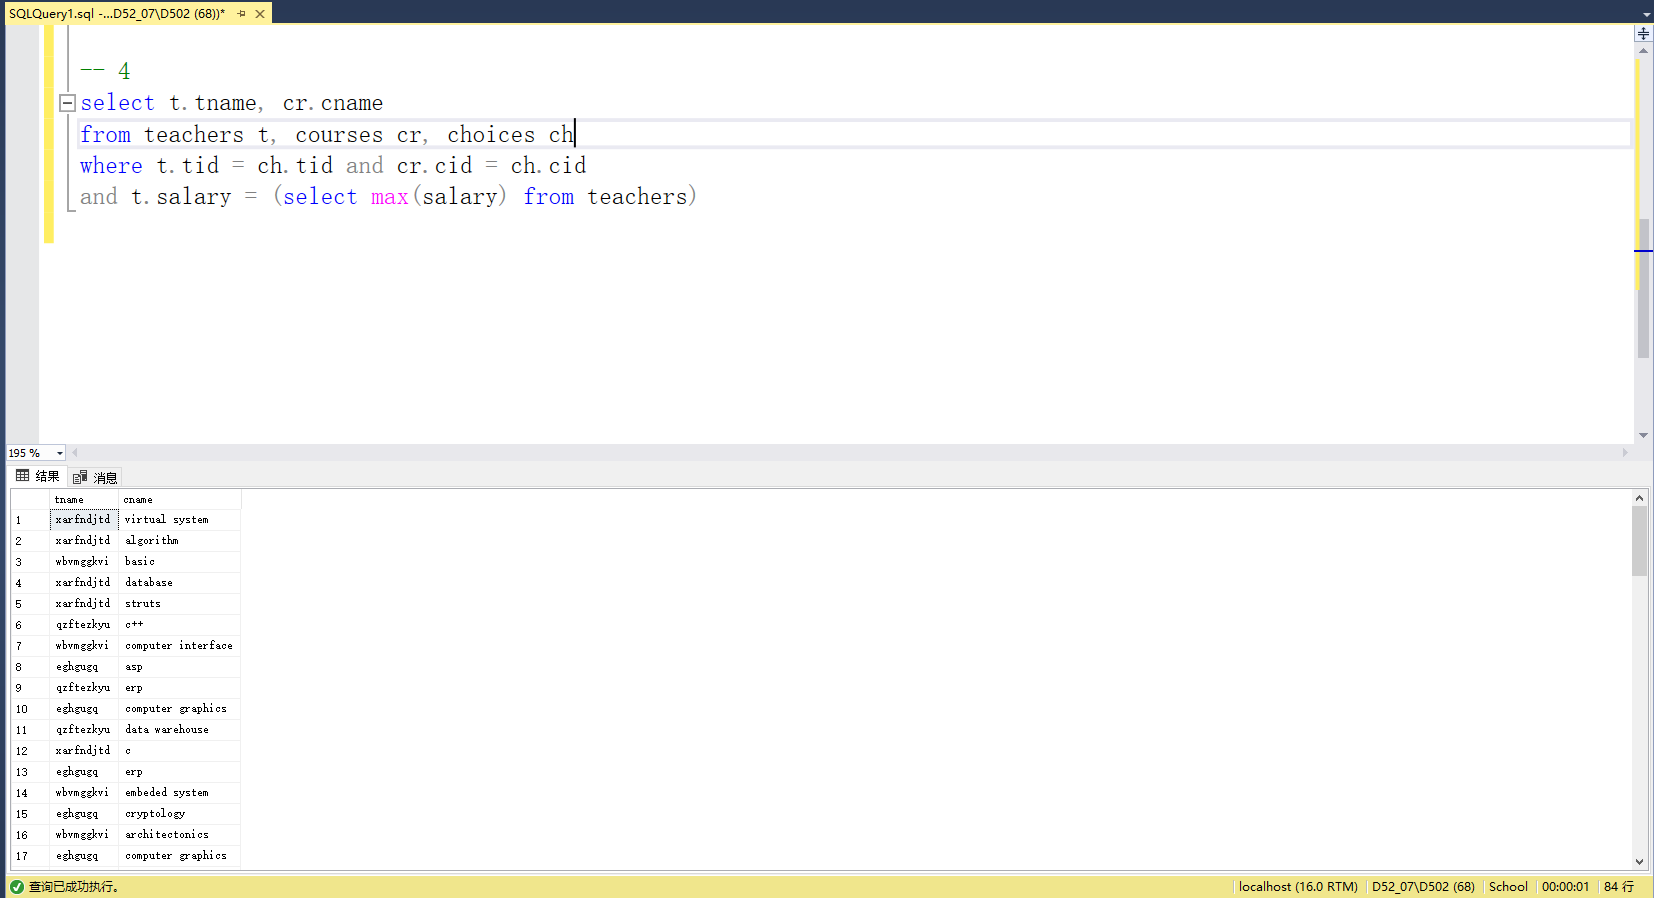 SQLQuery1.sql -...D52_07\D502 (68))*
-- 4
select t.tname, cr.cname
from teachers t, courses cr, choices ch
where t.tid = ch.tid and cr.cid = ch.cid
and t.salary = (select max(salary) from teachers)
195 %
结果 消息
tname cname
1 xarfndjtd virtual system
2 xarfndjtd algorithm
3 wbvmggkvi basic
4 xarfndjtd database
5 xarfndjtd struts
6 qzftezkyu c++
7 wbvmggkvi computer interface
8 eghgugq asp
9 qzftezkyu erp
10 eghgugq computer graphics
11 qzftezkyu data warehouse
12 xarfndjtd c
13 eghgugq erp
14 wbvmggkvi embeded system
15 eghgugq cryptology
16 wbvmggkvi architectonics
17 eghgugq computer graphics
查询已成功执行。 localhost (16.0 RTM) D52_07\D502 (68) School 00:00:01 84 行